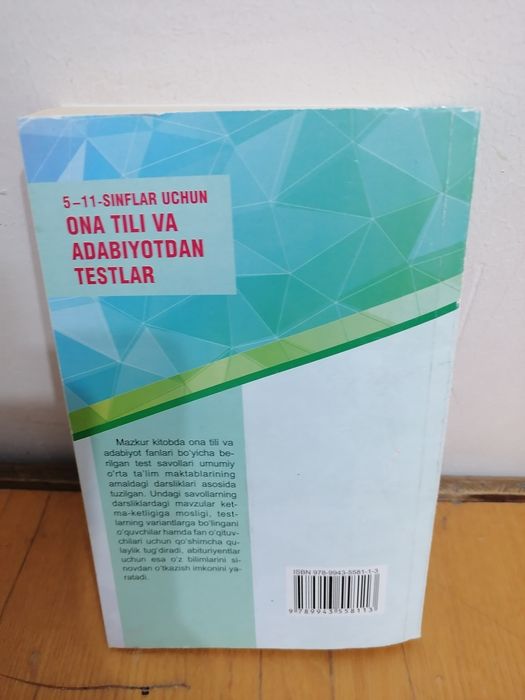 5–11-SINFLAR UCHUN
ONA TILI VA
ADABIYOTDAN
TESTLAR
Mazkur kitobda ona tili va
adabiyot fanlari bo‘yicha be-
rilgan test savollari umumiy
o‘rta ta’lim maktablarining
amaldagi darsliklari asosida
tuzilgan. Undagi savollarning
darsliklardagi mavzular ket-
ma-ketligiga mosligi, test-
larning variantlarga bo‘lingani
o‘quvchilar hamda fan o‘qituv-
chilari uchun qo‘shimcha qu-
laylik tug‘diradi, abituriyentlar
uchun esa o‘z bilimlarini si-
novdan o‘tkazish imkonini ya-
ratadi.
ISBN 978-9943-5581-1-3
9 789943 558113